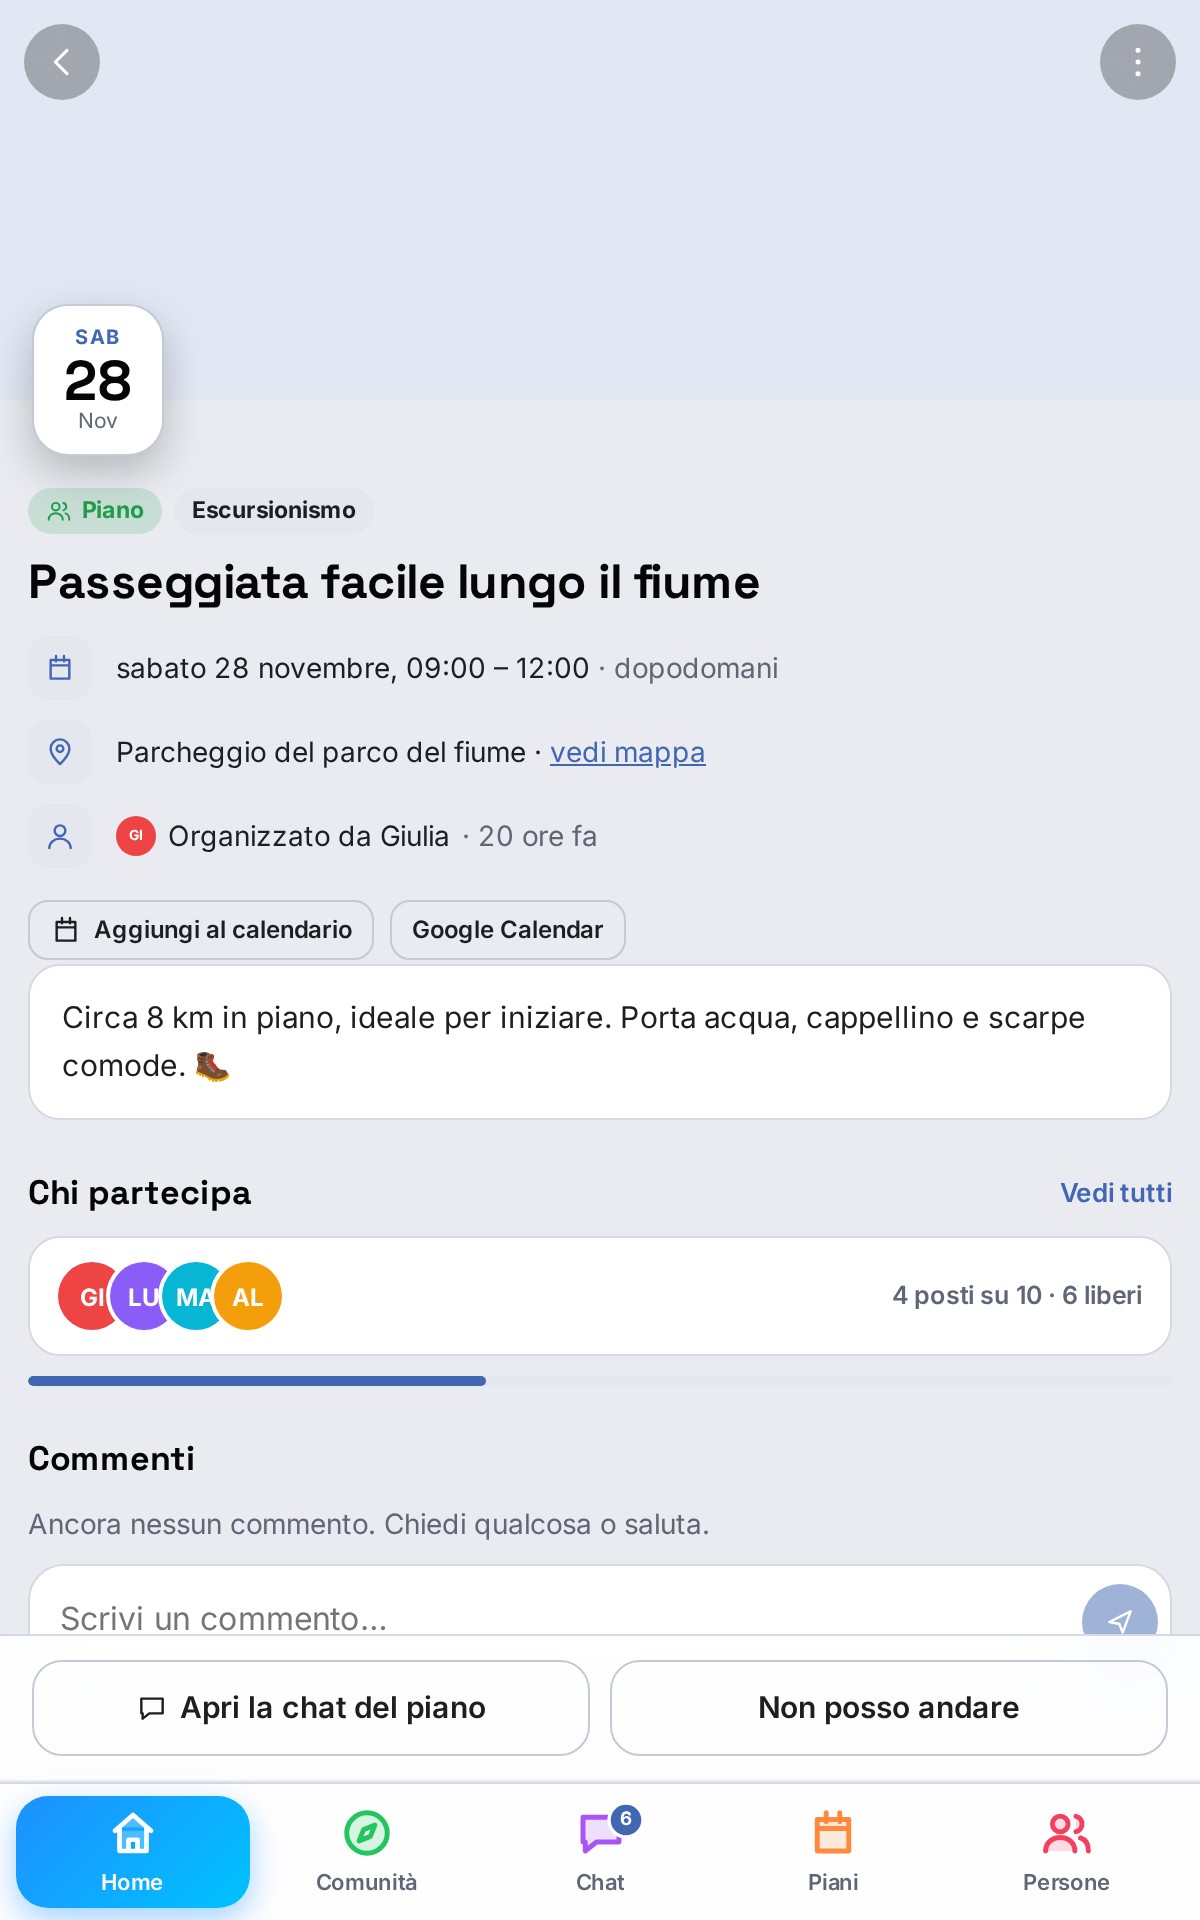 SAB
28
Nov
Piano
Escursionismo
Passeggiata facile lungo il fiume
sabato 28 novembre, 09:00 – 12:00 · dopodomani
Parcheggio del parco del fiume · vedi mappa
GI Organizzato da Giulia · 20 ore fa
Aggiungi al calendario
Google Calendar
Circa 8 km in piano, ideale per iniziare. Porta acqua, cappellino e scarpe
comode. 🥾
Chi partecipa
Vedi tutti
GI LU MA AL
4 posti su 10 · 6 liberi
Commenti
Ancora nessun commento. Chiedi qualcosa o saluta.
Scrivi un commento...
Apri la chat del piano
Non posso andare
6
Home
Comunità
Chat
Piani
Persone